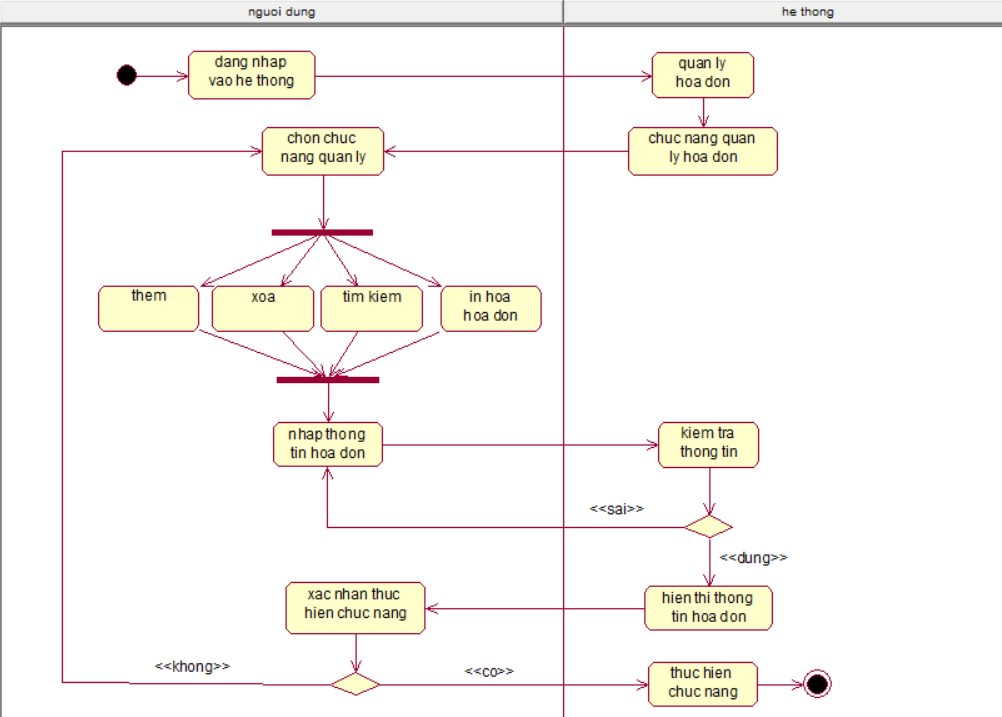 nguoi dung
he thong
dang nhap
vao he thong
quan ly
hoa don
chon chuc
nang quan ly
chuc nang quan
ly hoa don
them
xoa
tim kiem
in hoa
hoa don
nhap thong
tin hoa don
kiem tra
thong tin
<<sai>>
<<dung>>
xac nhan thuc
hien chuc nang
hien thi thong
tin hoa don
<<khong>>
<<co>>
thuc hien
chuc nang